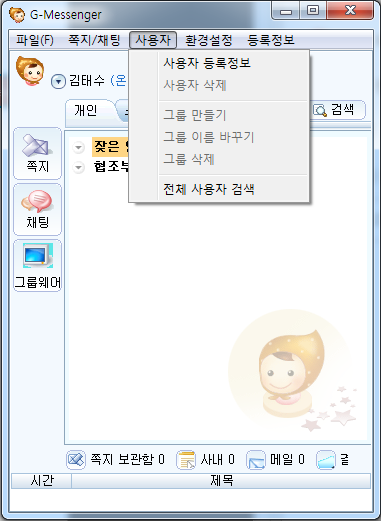 G-Messenger
파일(F) 쪽지/채팅 사용자 환경설정 등록정보
사용자 등록정보
사용자 삭제
그룹 만들기
그룹 이름 바꾸기
그룹 삭제
전체 사용자 검색
김태수 (온
개인
검색
잦은
협조부
쪽지
채팅
그룹웨어
쪽지 보관함 0 사내 0 메일 0 결
시간 제목